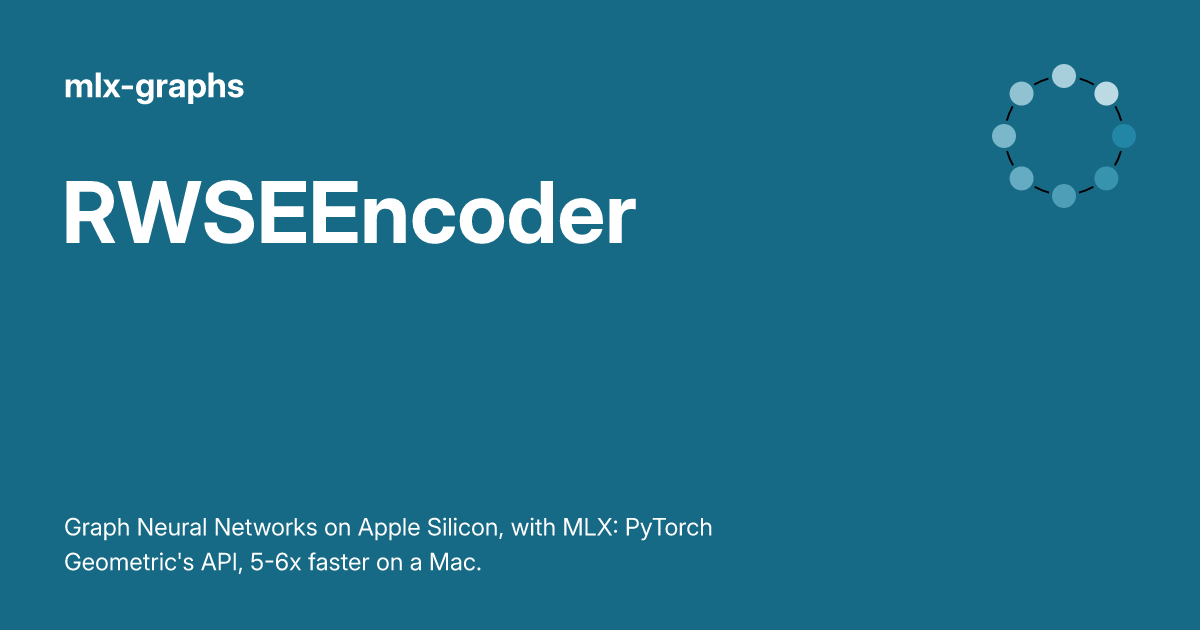 mlx-graphs
RWSEEncoder
Graph Neural Networks on Apple Silicon, with MLX: PyTorch
Geometric's API, 5-6x faster on a Mac.